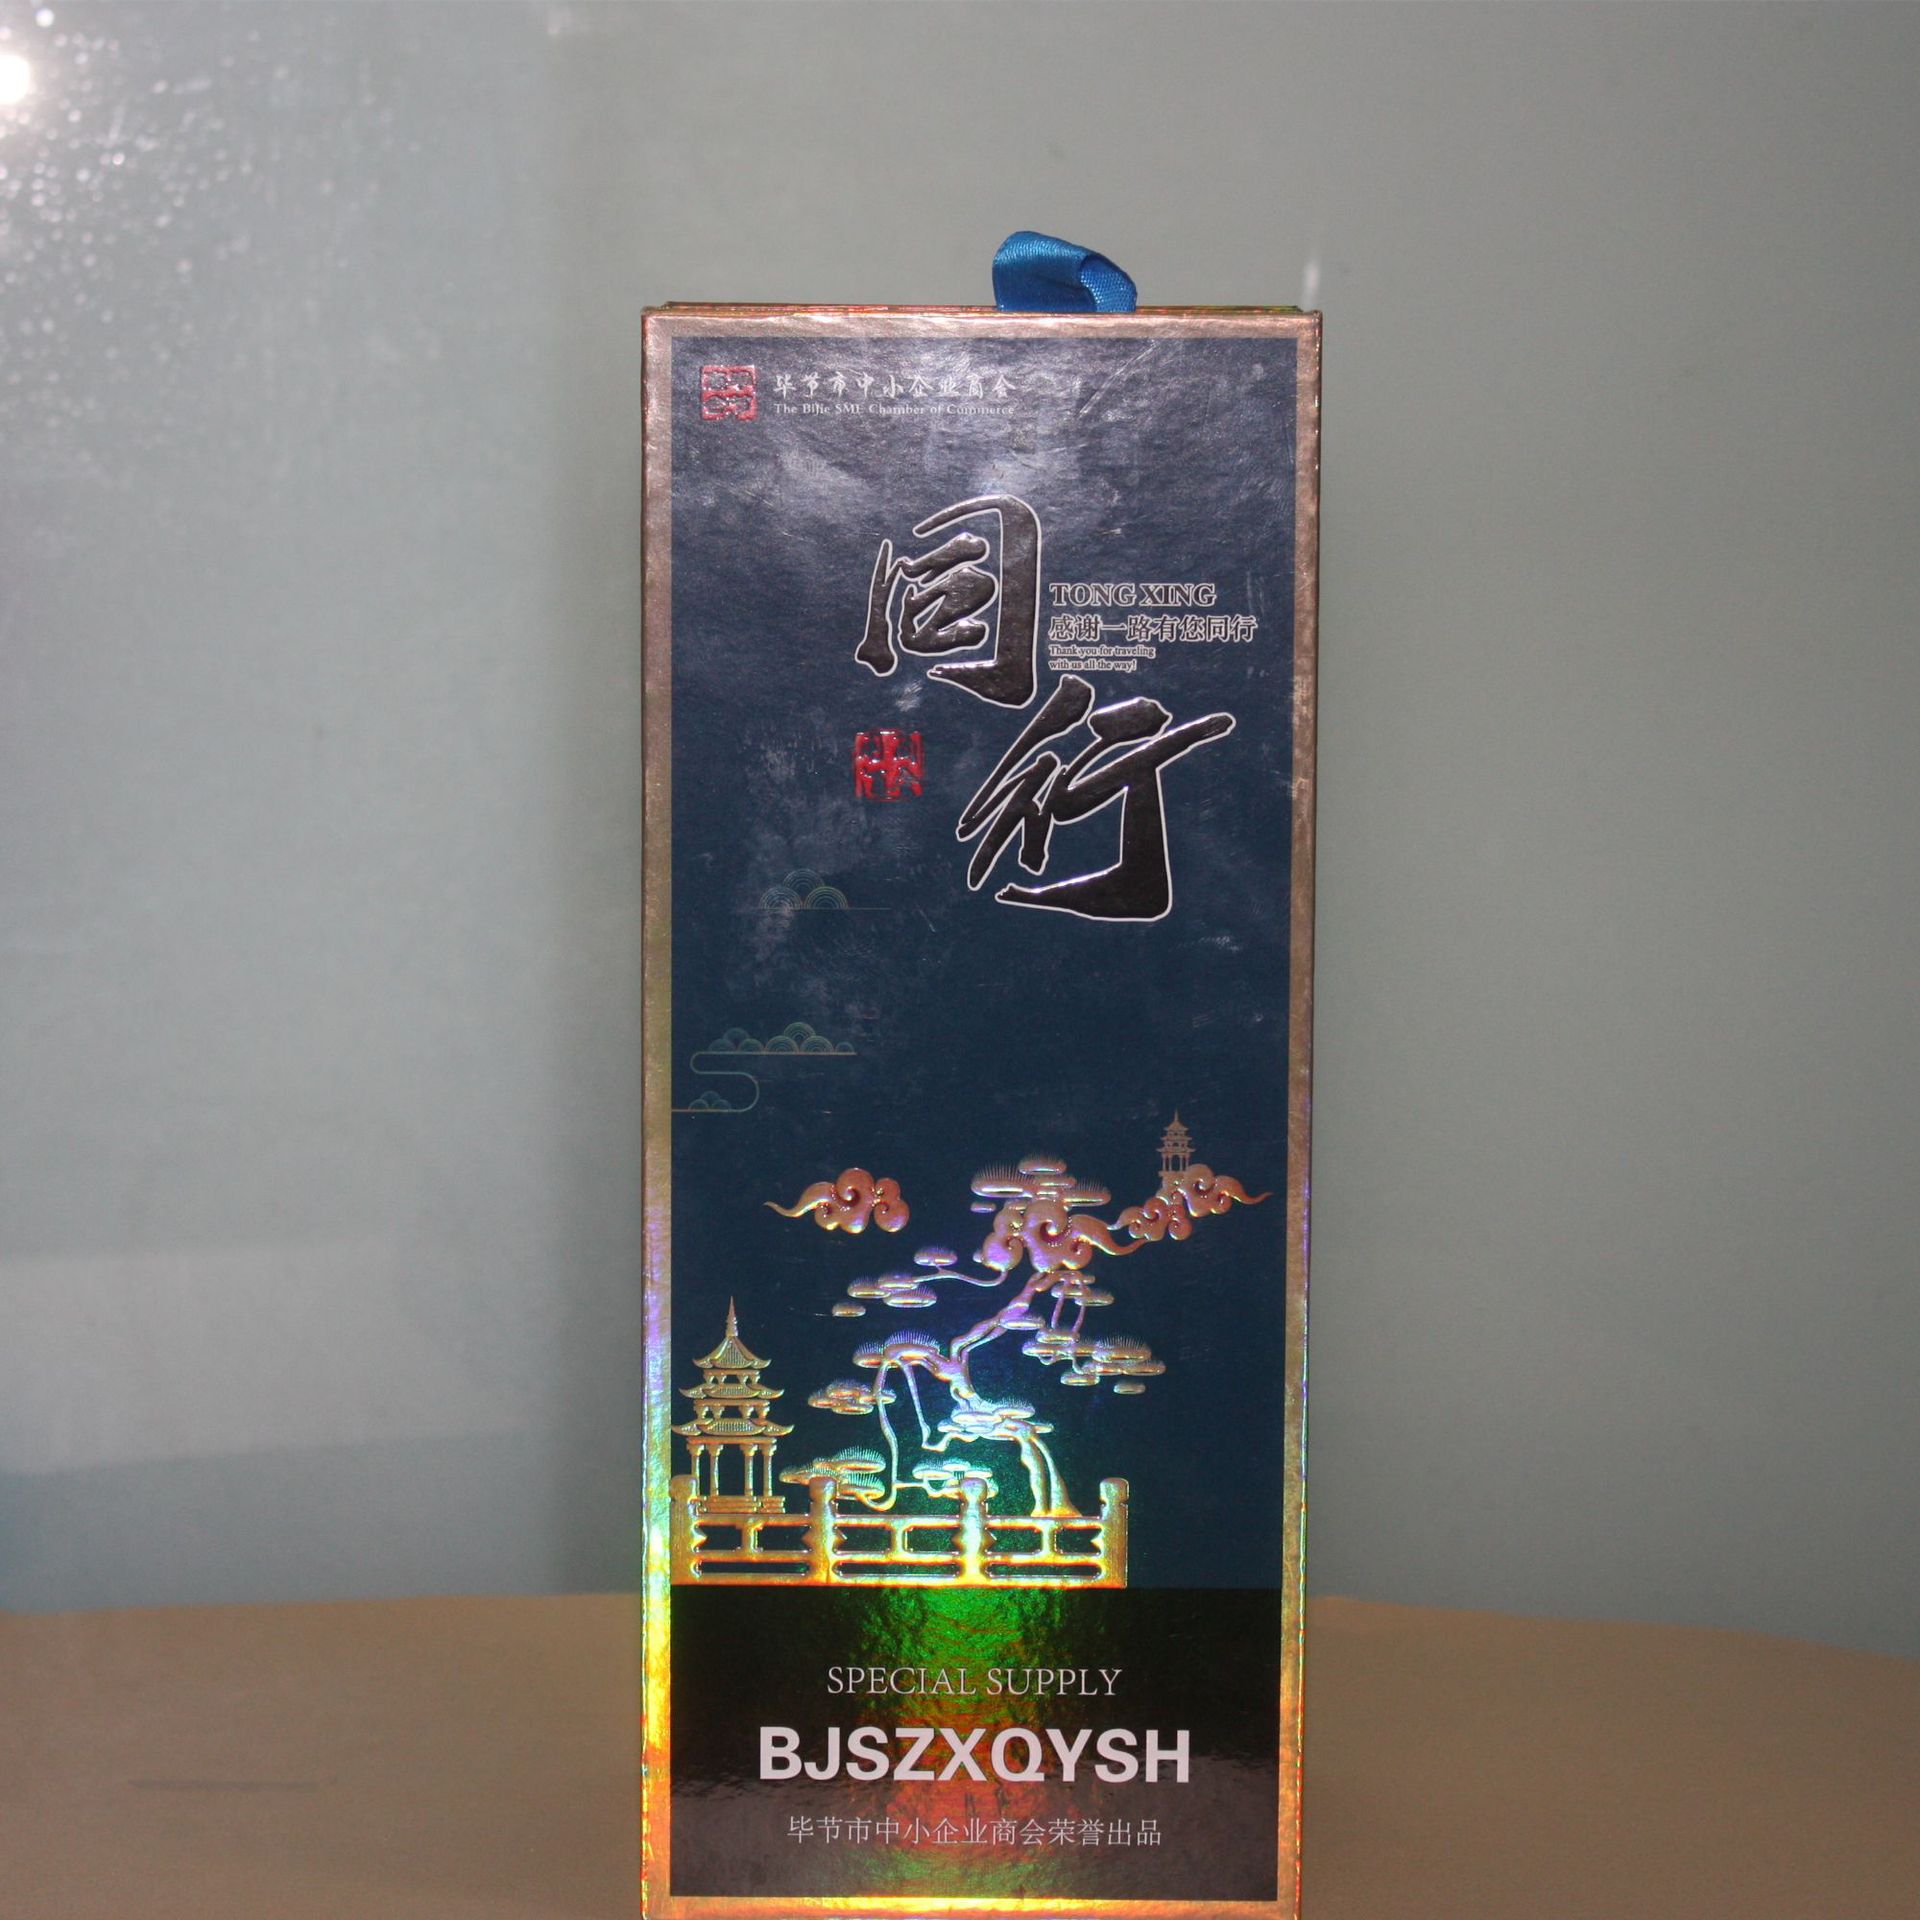 毕节市中小企业商会
The Bijie SME Chamber of Commerce
同行
TONG XING
感谢一路有您同行
Thank you for traveling
with us all the way!
SPECIAL SUPPLY
BJSZXQYSH
毕节市中小企业商会荣誉出品